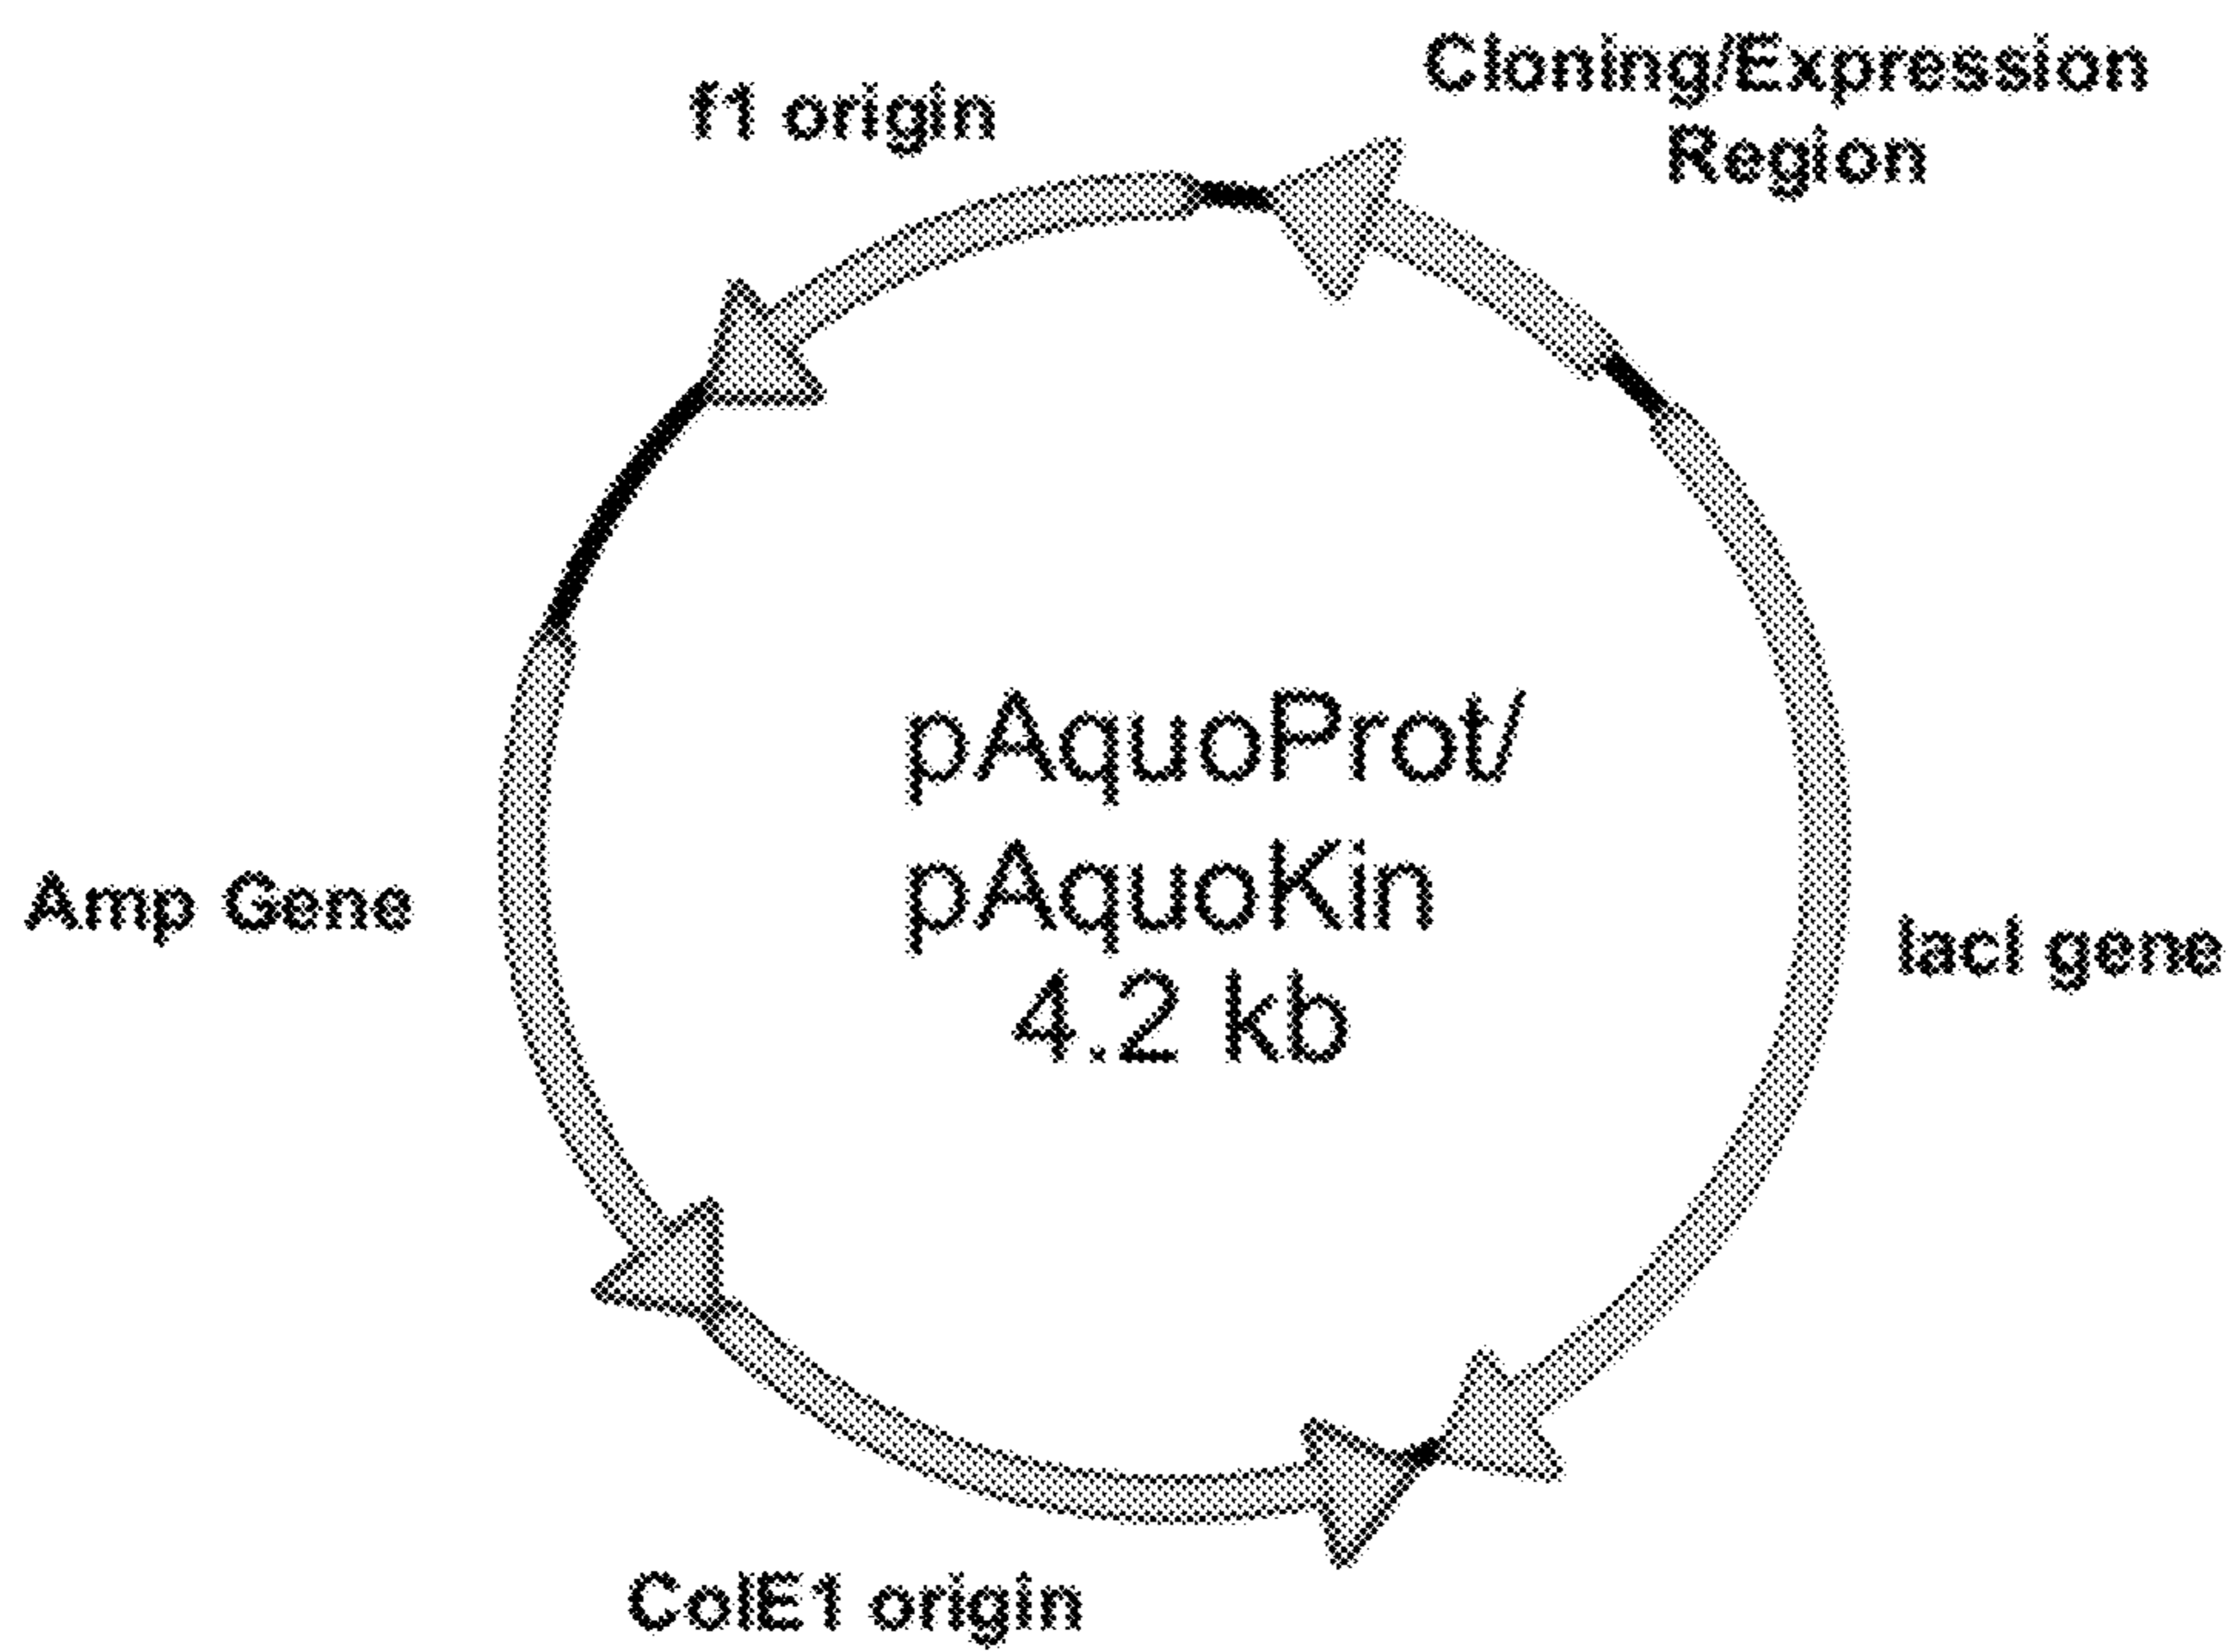 Cloning/Expression
Region
f1 origin
pAquoProt/
pAquoKin
4.2 kb
Amp Gene
lacI gene
ColE1 origin